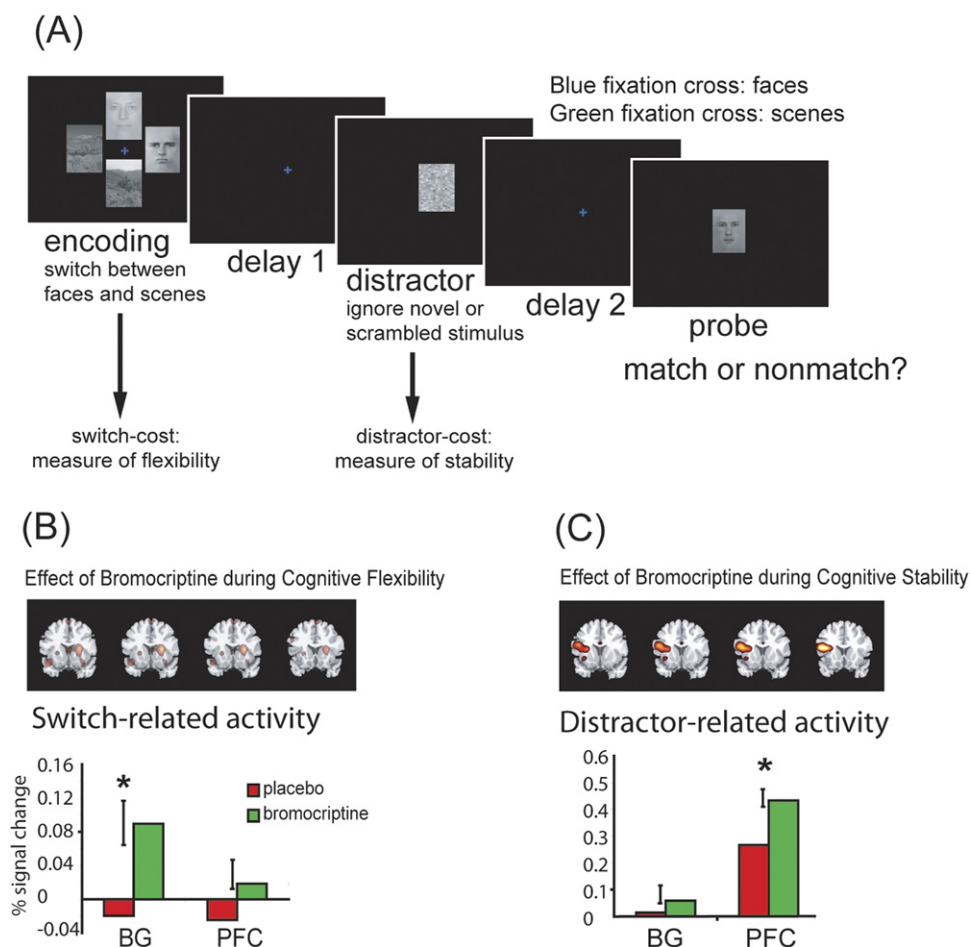 (A)
Blue fixation cross: faces
Green fixation cross: scenes
encoding
switch between
faces and scenes
delay 1
distractor
ignore novel or
scrambled stimulus
delay 2
probe
match or nonmatch?
switch-cost:
measure of flexibility
distractor-cost:
measure of stability
(B)
Effect of Bromocriptine during Cognitive Flexibility
Switch-related activity
% signal change
0.16
0.12
0.08
0.04
0
-0.04
*
placebo
bromocriptine
BG PFC
(C)
Effect of Bromocriptine during Cognitive Stability
Distractor-related activity
0.6
0.5
0.4
0.3
0.2
0.1
0
*
BG PFC